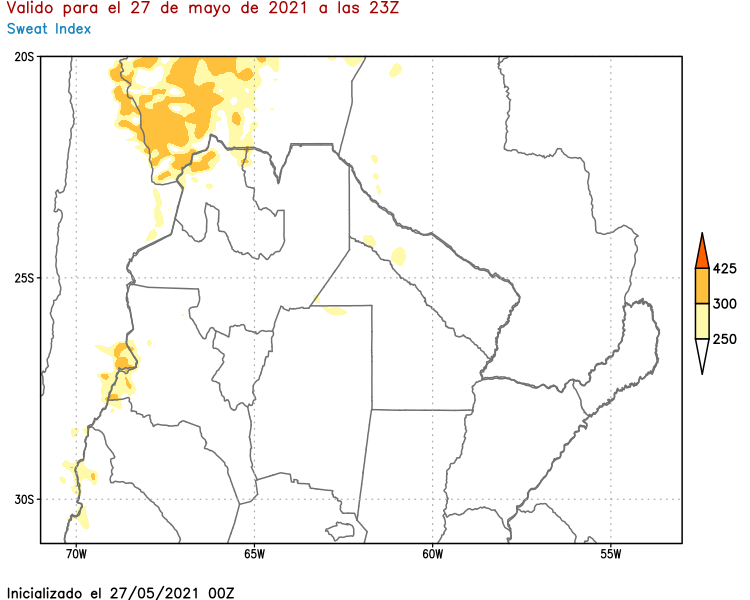 Valido para el 27 de mayo de 2021 a las 23Z
Sweat Index
20S
25S
30S
70W 65W 60W 55W
425
300
250
Inicializado el 27/05/2021 00Z